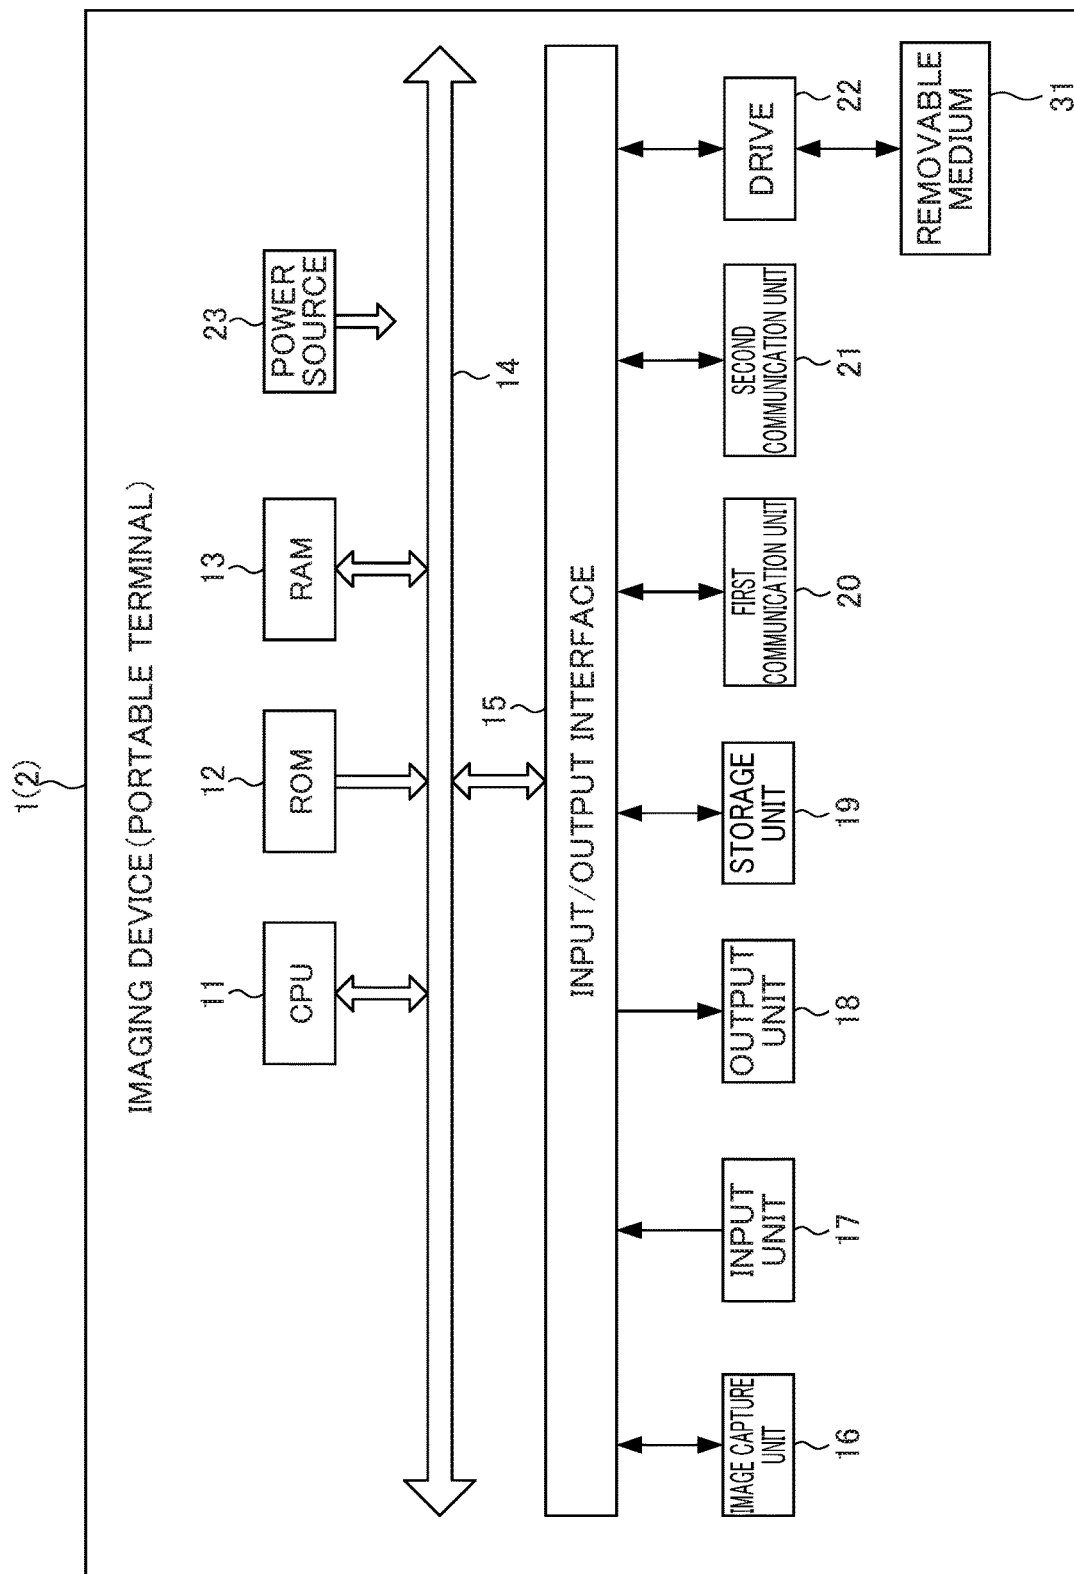 1(2)
IMAGING DEVICE(PORTABLE TERMINAL)
11
CPU
12
ROM
13
RAM
23
POWER
SOURCE
14
15
INPUT/OUTPUT INTERFACE
IMAGE CAPTURE
UNIT
16
INPUT
UNIT
17
OUTPUT
UNIT
18
STORAGE
UNIT
19
FIRST
COMMUNICATION UNIT
20
SECOND
COMMUNICATION UNIT
21
DRIVE
22
REMOVABLE
MEDIUM
31